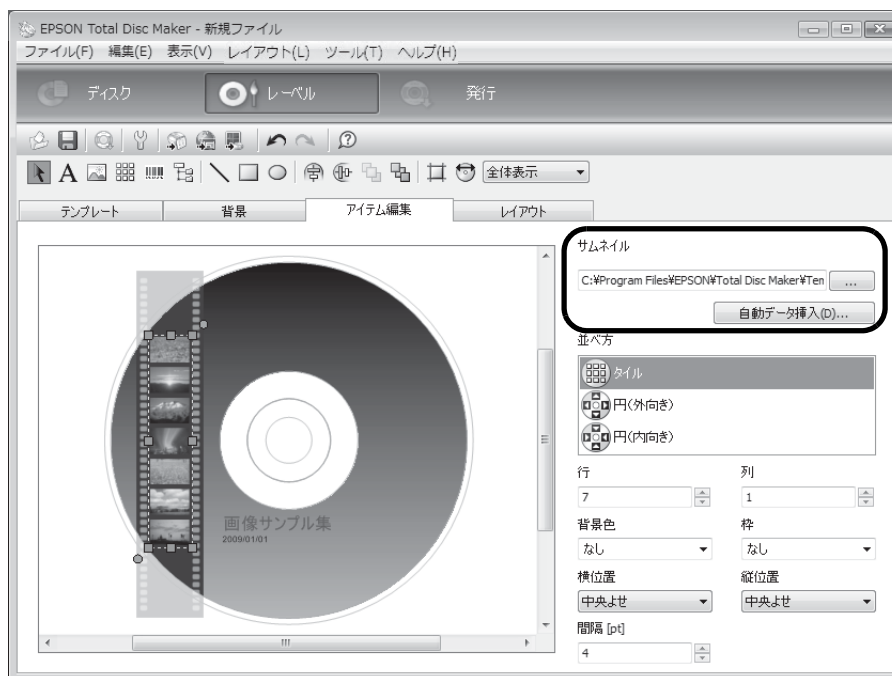 EPSON Total Disc Maker - 新規ファイル
ファイル(F) 編集(E) 表示(V) レイアウト(L) ツール(T) ヘルプ(H)
ディスク レーベル 発行
A 全体表示
テンプレート 背景 アイテム編集 レイアウト
サムネイル
C:¥Program Files¥EPSON¥Total Disc Maker¥Ten ...
自動データ挿入(D)...
並べ方
タイル
円(外向き)
円(内向き)
行 列
7 1
背景色 枠
なし なし
横位置 縦位置
中央よせ 中央よせ
間隔 [pt]
4
画像サンプル集
2009/01/01